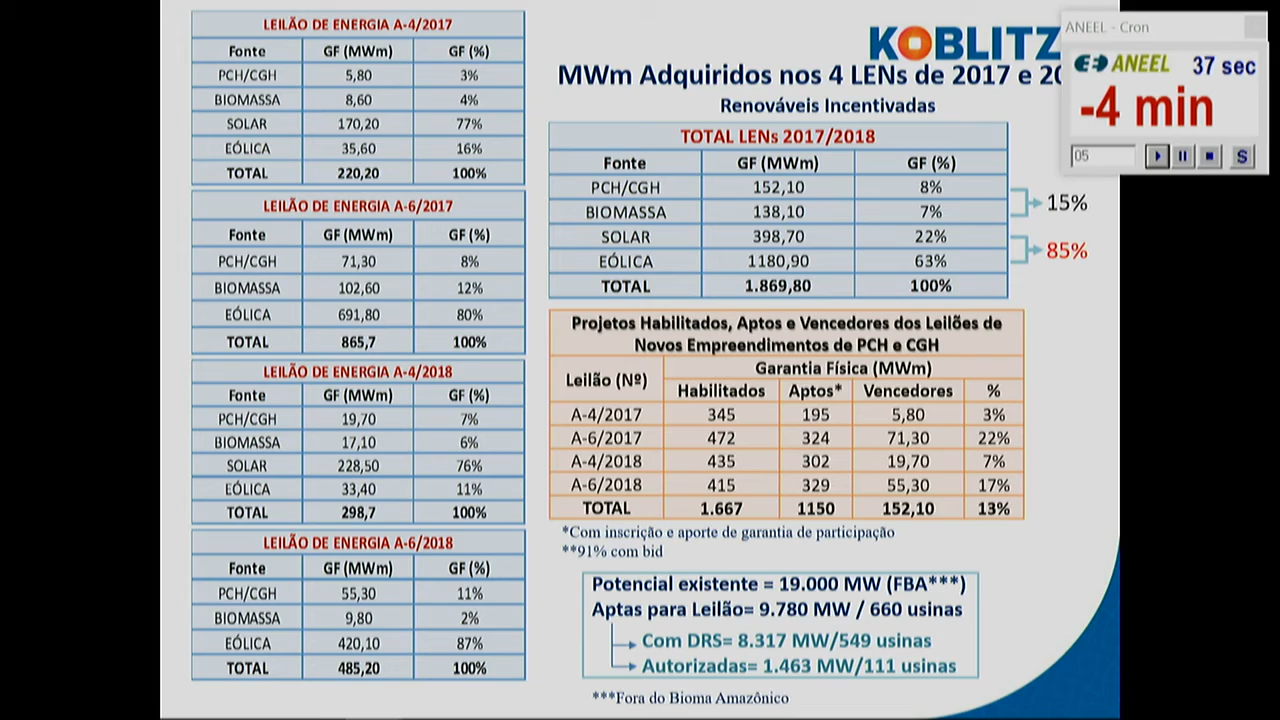 LEILÃO DE ENERGIA A-4/2017
Fonte GF (MWm) GF (%)
PCH/CGH 5,80 3%
BIOMASSA 8,60 4%
SOLAR 170,20 77%
EÓLICA 35,60 16%
TOTAL 220,20 100%
LEILÃO DE ENERGIA A-6/2017
Fonte GF (MWm) GF (%)
PCH/CGH 71,30 8%
BIOMASSA 102,60 12%
EÓLICA 691,80 80%
TOTAL 865,7 100%
LEILÃO DE ENERGIA A-4/2018
Fonte GF (MWm) GF (%)
PCH/CGH 19,70 7%
BIOMASSA 17,10 6%
SOLAR 228,50 76%
EÓLICA 33,40 11%
TOTAL 298,7 100%
LEILÃO DE ENERGIA A-6/2018
Fonte GF (MWm) GF (%)
PCH/CGH 55,30 11%
BIOMASSA 9,80 2%
EÓLICA 420,10 87%
TOTAL 485,20 100%
KOBLITZ
MWm Adquiridos nos 4 LENs de 2017 e 20
Renováveis Incentivadas
TOTAL LENs 2017/2018
Fonte GF (MWm) GF (%)
PCH/CGH 152,10 8%
BIOMASSA 138,10 7%
SOLAR 398,70 22%
EÓLICA 1180,90 63%
TOTAL 1.869,80 100%
15%
85%
Projetos Habilitados, Aptos e Vencedores dos Leilões de
Novos Empreendimentos de PCH e CGH
Leilão (Nº) Garantia Física (MWm)
Habilitados Aptos* Vencedores %
A-4/2017 345 195 5,80 3%
A-6/2017 472 324 71,30 22%
A-4/2018 435 302 19,70 7%
A-6/2018 415 329 55,30 17%
TOTAL 1.667 1150 152,10 13%
*Com inscrição e aporte de garantia de participação
**91% com bid
Potencial existente = 19.000 MW (FBA***)
Aptas para Leilão= 9.780 MW / 660 usinas
Com DRS= 8.317 MW/549 usinas
Autorizadas= 1.463 MW/111 usinas
***Fora do Bioma Amazônico
ANEEL - Cron
ANEEL 37 sec
-4 min
05
S